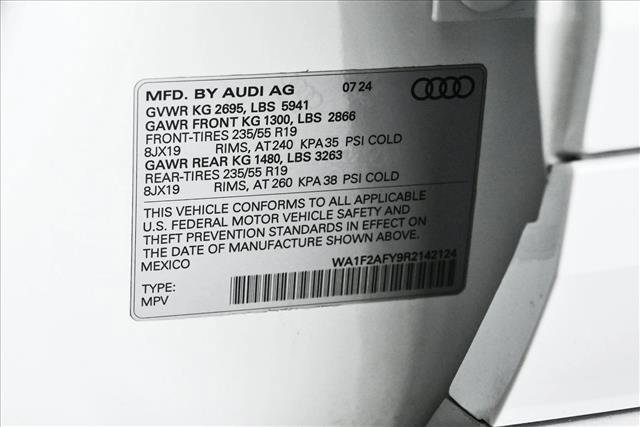 MFD. BY AUDI AG 07 24
GVWR KG 2695, LBS 5941
GAWR FRONT KG 1300, LBS 2866
FRONT-TIRES 235/55 R19
8JX19 RIMS, AT 240 KPA 35 PSI COLD
GAWR REAR KG 1480, LBS 3263
REAR-TIRES 235/55 R19
8JX19 RIMS, AT 260 KPA 38 PSI COLD
THIS VEHICLE CONFORMS TO ALL APPLICABLE
U.S. FEDERAL MOTOR VEHICLE SAFETY AND
THEFT PREVENTION STANDARDS IN EFFECT ON
THE DATE OF MANUFACTURE SHOWN ABOVE.
MEXICO WA1F2AFY9R2142124
TYPE:
MPV